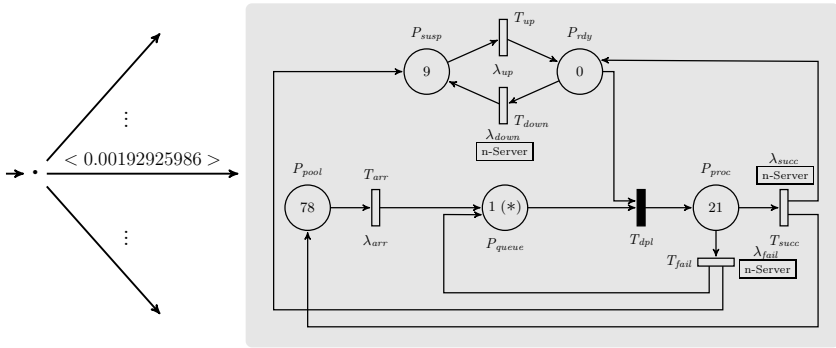 T_up
P_susp
P_rdy
9
0
λ_up
⋮
T_down
λ_down
n-Server
< 0.00192925986 >
P_pool
T_arr
P_proc
λ_succ
n-Server
78
1 (*)
21
λ_arr
P_queue
T_dpl
T_succ
⋮
T_fail
λ_fail
n-Server